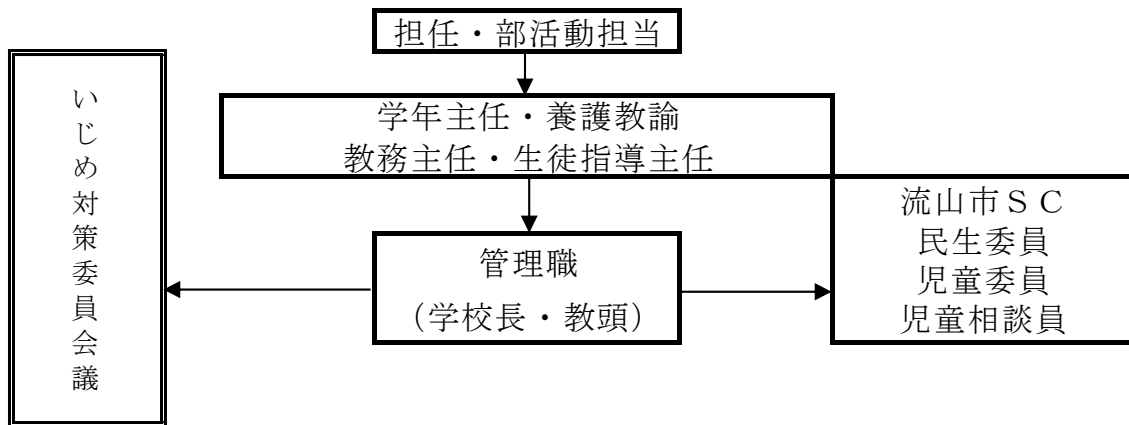 担任・部活動担当
いじめ対策委員会議
学年主任・養護教諭
教務主任・生徒指導主任
管理職
（学校長・教頭）
流山市ＳＣ
民生委員
児童委員
児童相談員